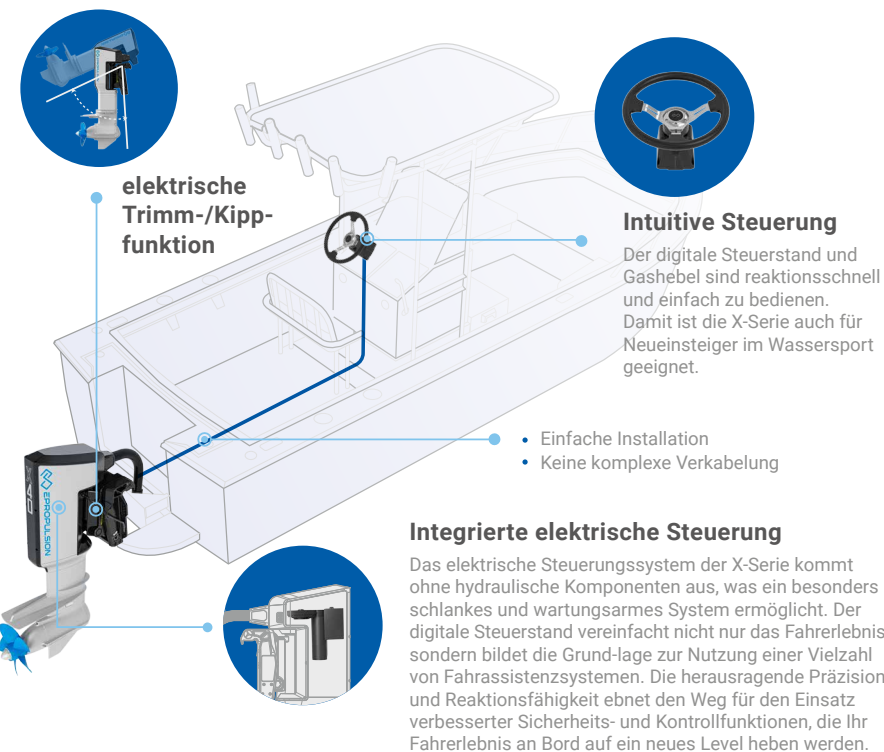 elektrische
Trimm-/Kipp-
funktion
Intuitive Steuerung
Der digitale Steuerstand und
Gashebel sind reaktionsschnell
und einfach zu bedienen.
Damit ist die X-Serie auch für
Neueinsteiger im Wassersport
geeignet.
• Einfache Installation
• Keine komplexe Verkabelung
X40
EPROPULSION
Integrierte elektrische Steuerung
Das elektrische Steuerungssystem der X-Serie kommt
ohne hydraulische Komponenten aus, was ein besonders
schlankes und wartungsarmes System ermöglicht. Der
digitale Steuerstand vereinfacht nicht nur das Fahrerlebnis
sondern bildet die Grund-lage zur Nutzung einer Vielzahl
von Fahrassistenzsystemen. Die herausragende Präzision
und Reaktionsfähigkeit ebnet den Weg für den Einsatz
verbesserter Sicherheits- und Kontrollfunktionen, die Ihr
Fahrerlebnis an Bord auf ein neues Level heben werden.